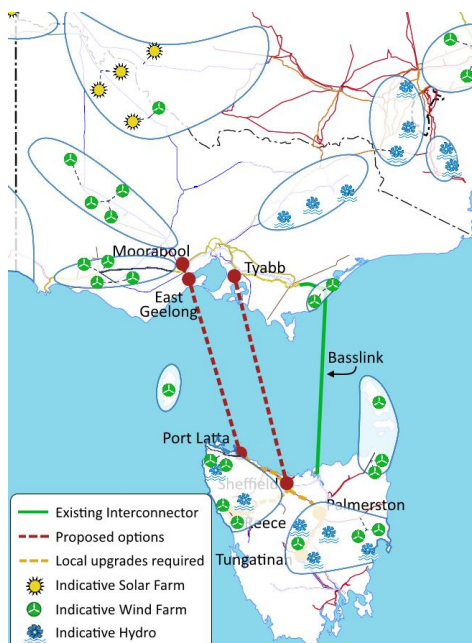 Moorapool
Tyabb
East
Geelong
Basslink
Port Latta
Sheffield
Palmerston
Reece
Tungatinah
Existing Interconnector
Proposed options
Local upgrades required
Indicative Solar Farm
Indicative Wind Farm
Indicative Hydro